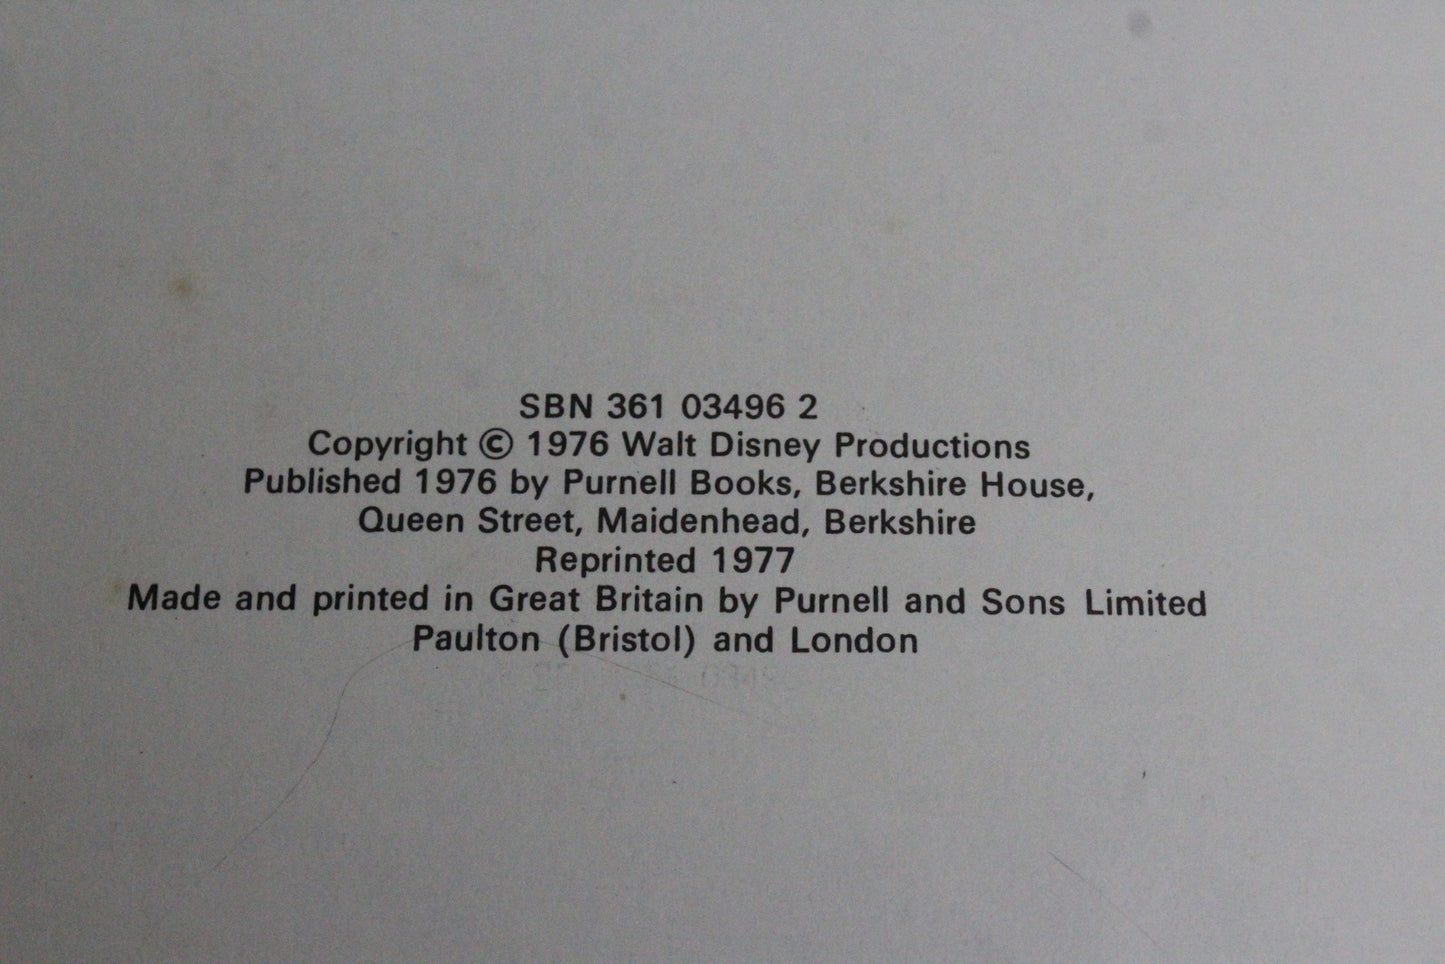 SBN 361 03496 2
Copyright © 1976 Walt Disney Productions
Published 1976 by Purnell Books, Berkshire House,
Queen Street, Maidenhead, Berkshire
Reprinted 1977
Made and printed in Great Britain by Purnell and Sons Limited
Paulton (Bristol) and London